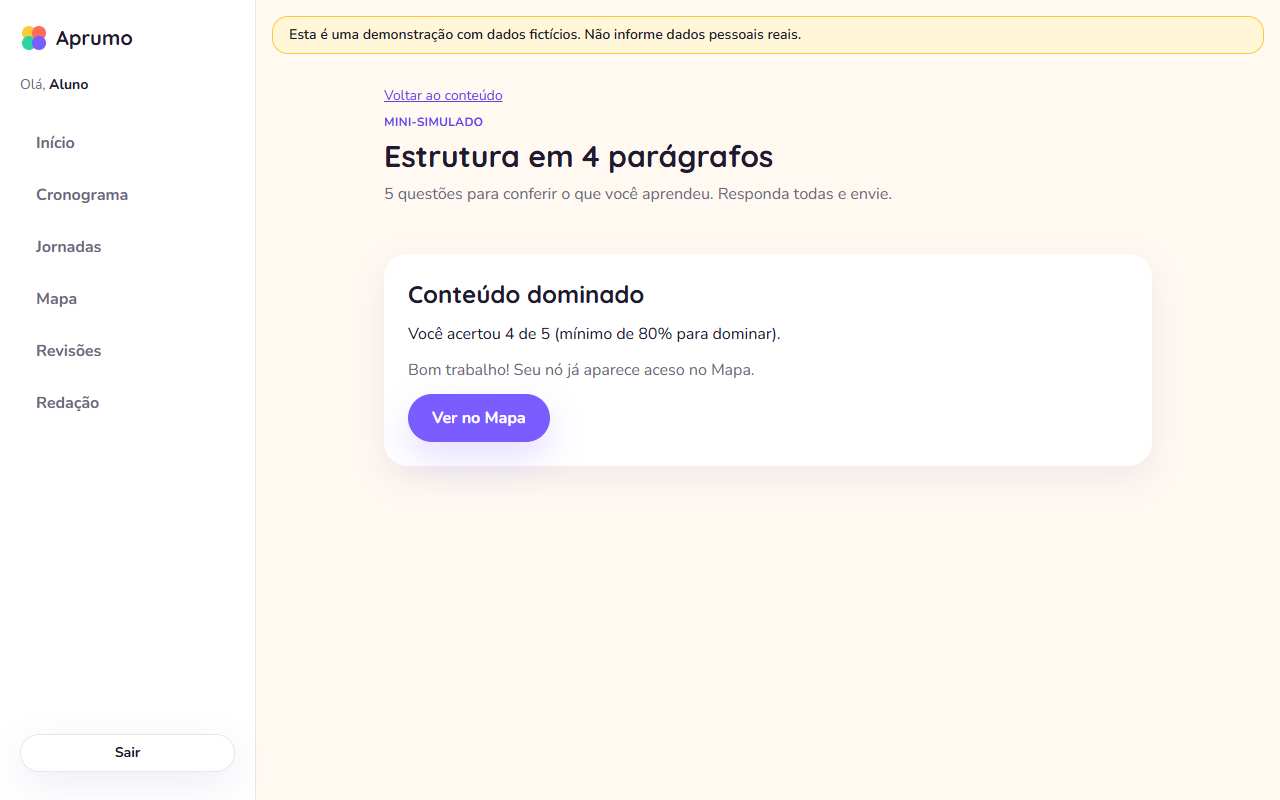 Aprumo
Olá, Aluno
Início
Cronograma
Jornadas
Mapa
Revisões
Redação
Sair
Esta é uma demonstração com dados fictícios. Não informe dados pessoais reais.
Voltar ao conteúdo
MINI-SIMULADO
Estrutura em 4 parágrafos
5 questões para conferir o que você aprendeu. Responda todas e envie.
Conteúdo dominado
Você acertou 4 de 5 (mínimo de 80% para dominar).
Bom trabalho! Seu nó já aparece aceso no Mapa.
Ver no Mapa